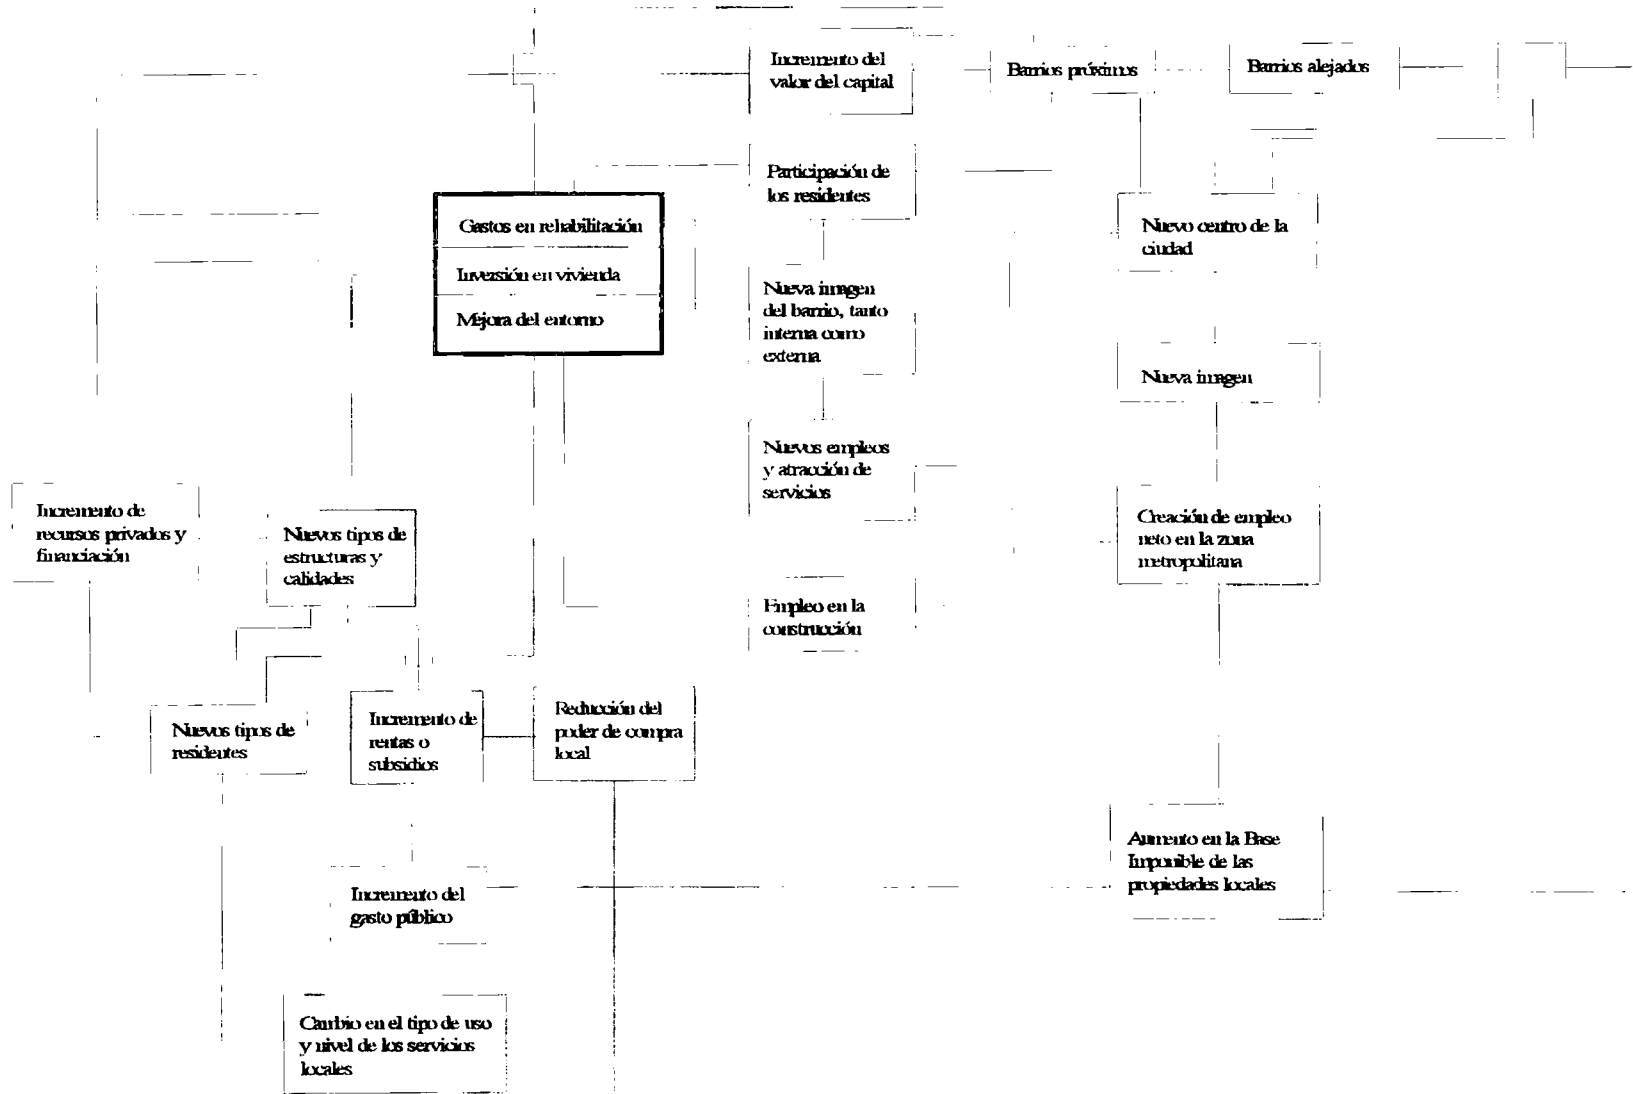 Incremento del
valor del capital
Barrios próximos
Barrios alejados
Participación de
los residentes
Gastos en rehabilitación
Inversión en vivienda
Mejora del entorno
Nuevo centro de la
ciudad
Nueva imagen
del barrio, tanto
interna como
externa
Nueva imagen
Nuevos empleos
y atracción de
servicios
Incremento de
recursos privados y
financiación
Nuevos tipos de
estructuras y
calidades
Creación de empleo
neto en la zona
metropolitana
Empleo en la
construcción
Nuevos tipos de
residentes
Incremento de
rentas o
subsidios
Reducción del
poder de compra
local
Aumento en la Base
Imponible de las
propiedades locales
Incremento del
gasto público
Cambio en el tipo de uso
y nivel de los servicios
locales